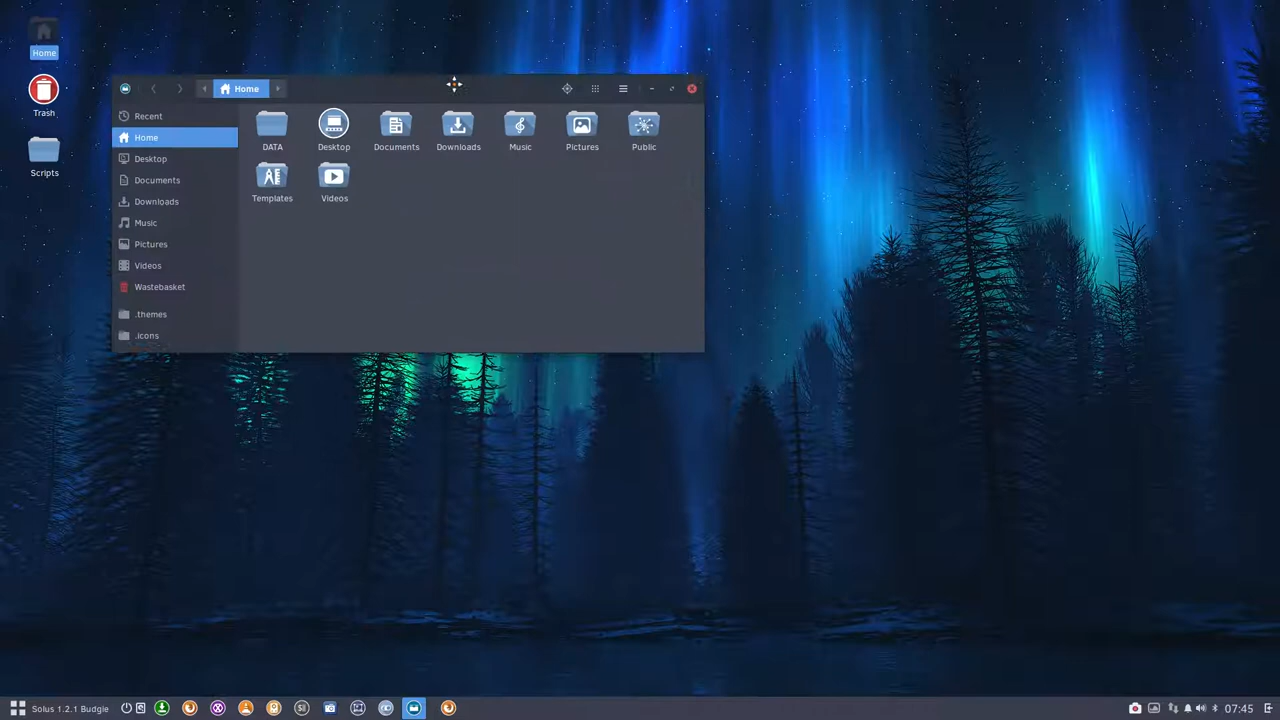 Home
Trash
Scripts
Home
Recent
Home
Desktop
Documents
Downloads
Music
Pictures
Videos
Wastebasket
.themes
.icons
DATA
Desktop
Documents
Downloads
Music
Pictures
Public
Templates
Videos
Solus 1.2.1 Budgie
07:45